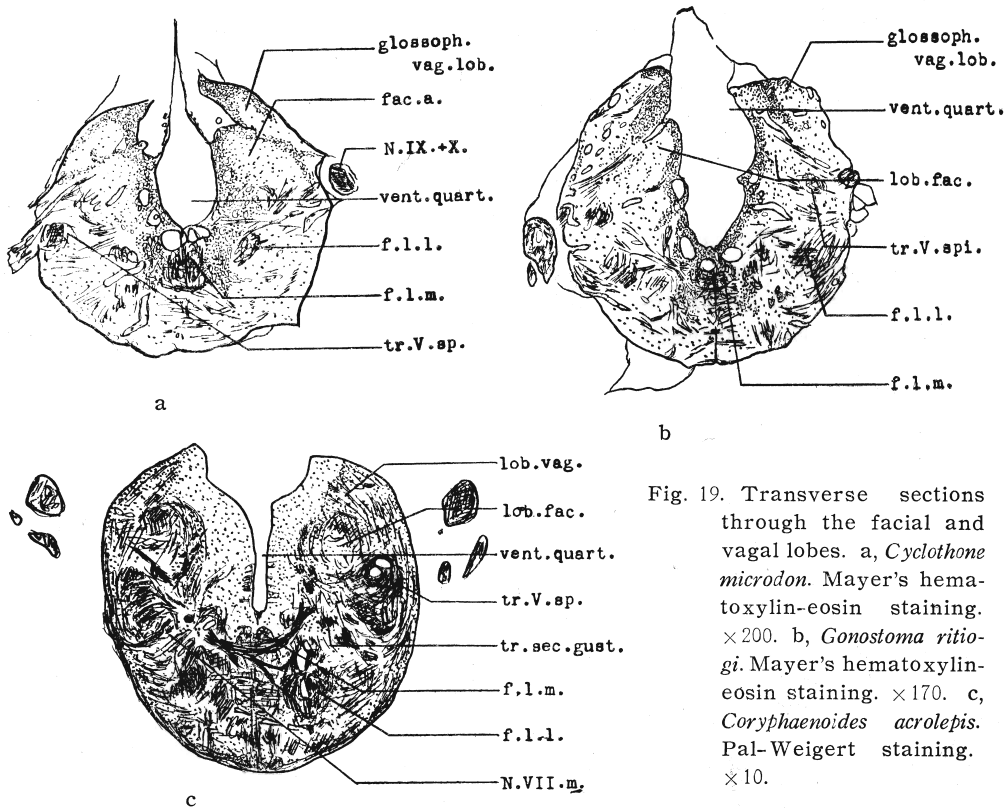 glossoph.
vag.lob.
fac.a.
N.IX.+X.
vent.quart.
f.l.l.
f.l.m.
tr.V.sp.
a
glossoph.
vag.lob.
vent.quart.
lob.fac.
tr.V.spi.
f.l.l.
f.l.m.
b
lob.vag.
lob.fac.
vent.quart.
tr.V.sp.
tr.sec.gust.
f.l.m.
f.l.l.
N.VII.m.
c
Fig. 19. Transverse sections
through the facial and
vagal lobes. a, Cyclothone
microdon. Mayer's hema-
toxylin-eosin staining.
×200. b, Gonostoma ritio-
gi. Mayer's hematoxylin-
eosin staining. ×170. c,
Coryphaenoides acrolepis.
Pal-Weigert staining.
×10.